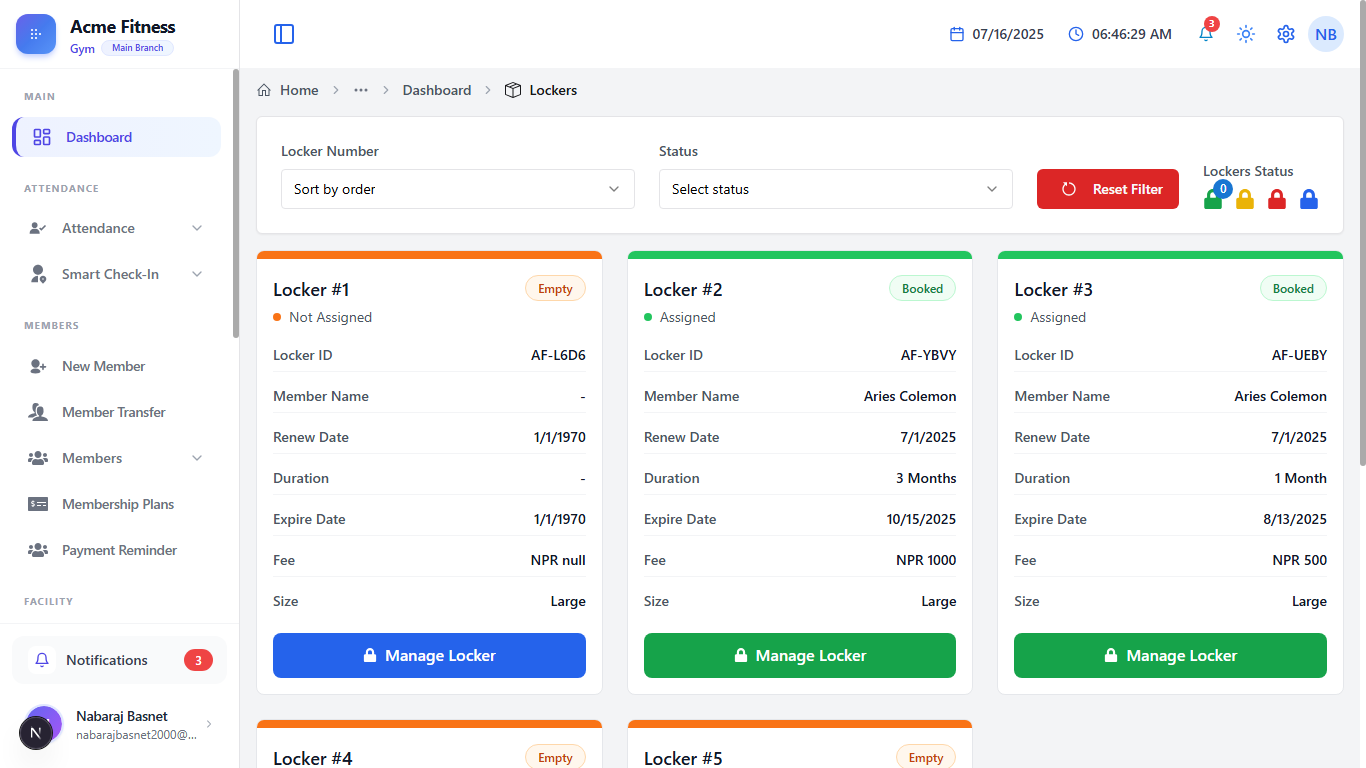 Acme Fitness
Gym Main Branch
MAIN
Dashboard
ATTENDANCE
Attendance
Smart Check-In
MEMBERS
New Member
Member Transfer
Members
Membership Plans
Payment Reminder
FACILITY
Notifications 3
Nabaraj Basnet
nabarajbasnet2000@...
N
07/16/2025 06:46:29 AM 3 NB
Home ... Dashboard Lockers
Locker Number
Sort by order
Status
Select status
Reset Filter
Lockers Status
0
Locker #1 Empty
Not Assigned
Locker ID AF-L6D6
Member Name -
Renew Date 1/1/1970
Duration -
Expire Date 1/1/1970
Fee NPR null
Size Large
Manage Locker
Locker #2 Booked
Assigned
Locker ID AF-YBVY
Member Name Aries Colemon
Renew Date 7/1/2025
Duration 3 Months
Expire Date 10/15/2025
Fee NPR 1000
Size Large
Manage Locker
Locker #3 Booked
Assigned
Locker ID AF-UEBY
Member Name Aries Colemon
Renew Date 7/1/2025
Duration 1 Month
Expire Date 8/13/2025
Fee NPR 500
Size Large
Manage Locker
Locker #4 Empty
Locker #5 Empty